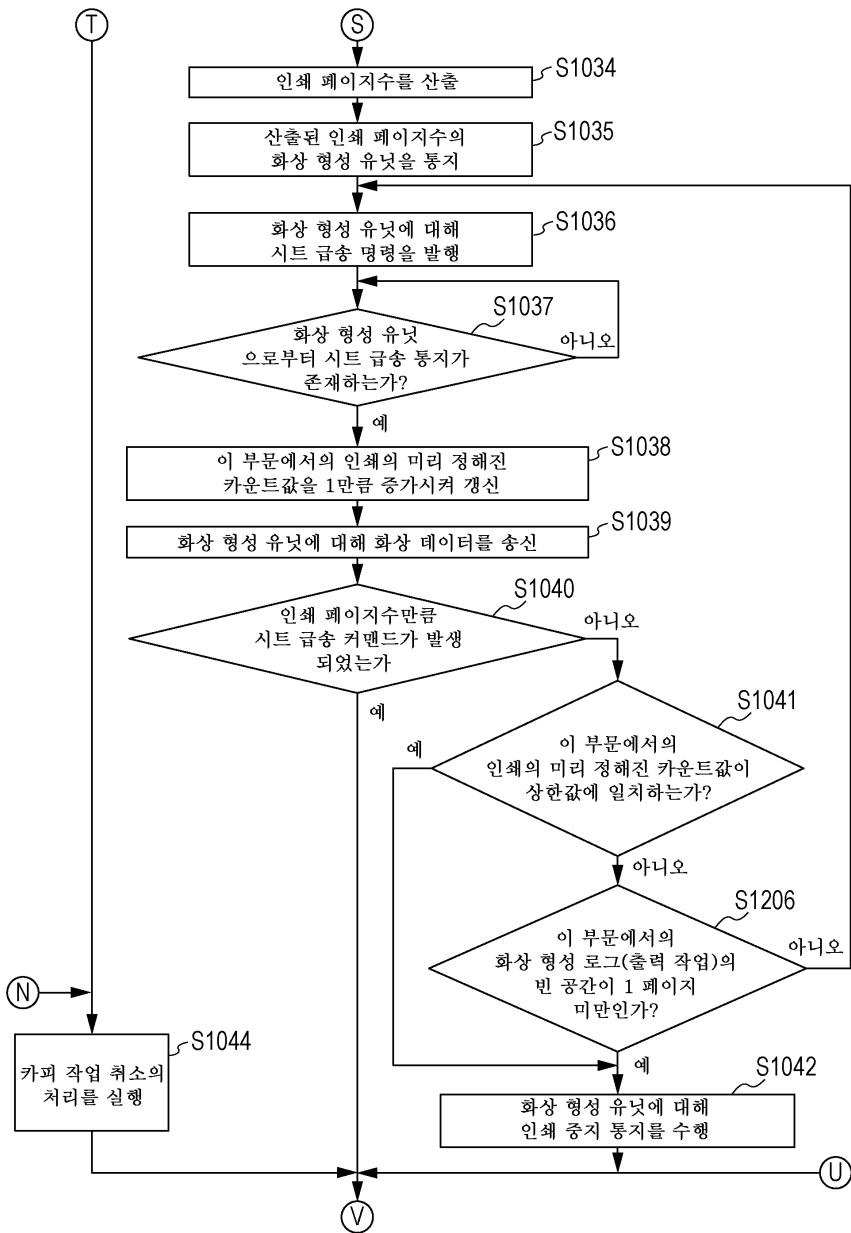 T
S
인쇄 페이지수를 산출
S1034
산출된 인쇄 페이지수의
화상 형성 유닛을 통지
S1035
화상 형성 유닛에 대해
시트 급송 명령을 발행
S1036
화상 형성 유닛
으로부터 시트 급송 통지가
존재하는가?
S1037
아니오
예
이 부문에서의 인쇄의 미리 정해진
카운트값을 1만큼 증가시켜 갱신
S1038
화상 형성 유닛에 대해 화상 데이터를 송신
S1039
인쇄 페이지수만큼
시트 급송 커맨드가 발생
되었는가
S1040
아니오
예
이 부문에서의
인쇄의 미리 정해진 카운트값이
상한값에 일치하는가?
S1041
예
아니오
이 부문에서의
화상 형성 로그(출력 작업)의
빈 공간이 1 페이지
미만인가?
S1206
아니오
예
N
카피 작업 취소의
처리를 실행
S1044
화상 형성 유닛에 대해
인쇄 중지 통지를 수행
S1042
U
V